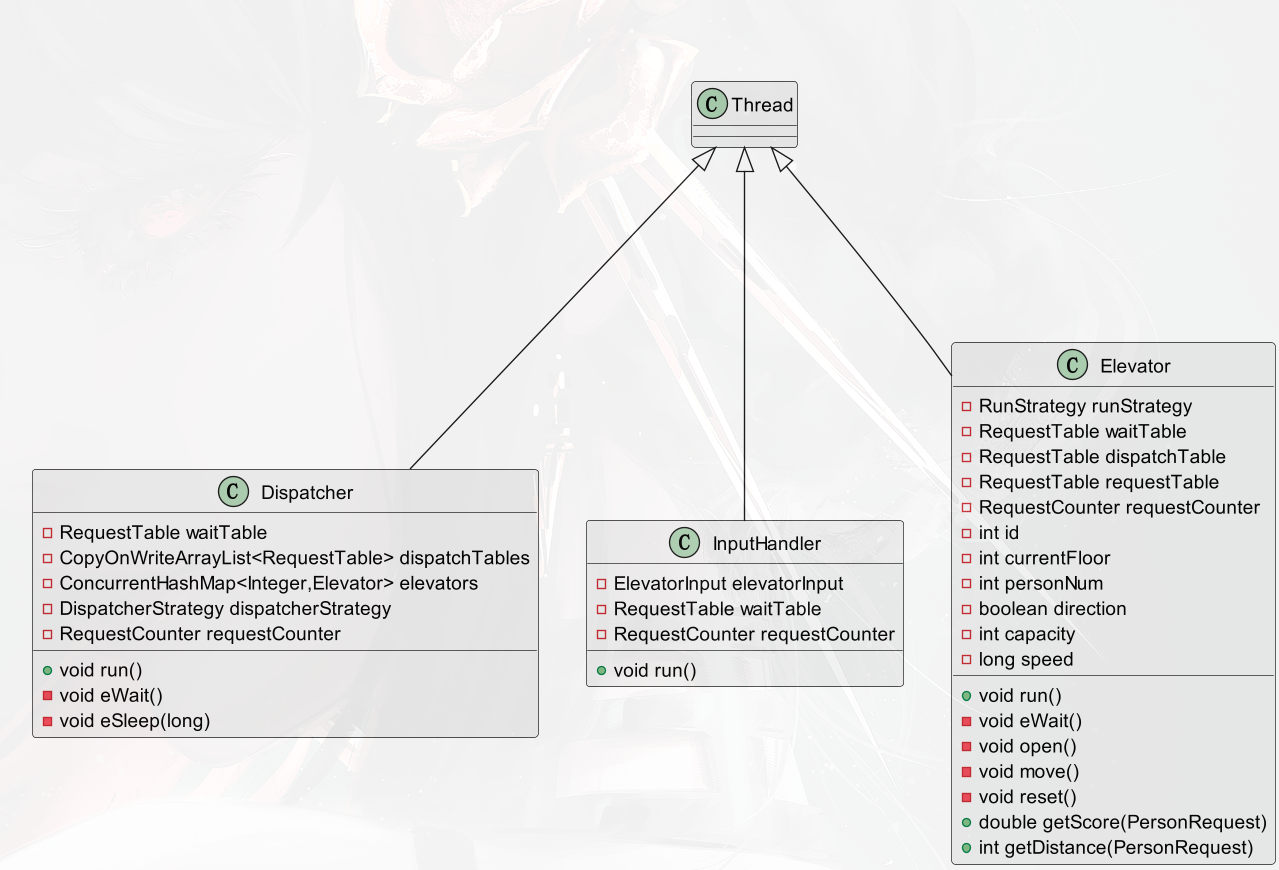 C Thread
C Dispatcher
RequestTable waitTable
CopyOnWriteArrayList<RequestTable> dispatchTables
ConcurrentHashMap<Integer,Elevator> elevators
DispatcherStrategy dispatcherStrategy
RequestCounter requestCounter
void run()
void eWait()
void eSleep(long)
C InputHandler
ElevatorInput elevatorInput
RequestTable waitTable
RequestCounter requestCounter
void run()
C Elevator
RunStrategy runStrategy
RequestTable waitTable
RequestTable dispatchTable
RequestTable requestTable
RequestCounter requestCounter
int id
int currentFloor
int personNum
boolean direction
int capacity
long speed
void run()
void eWait()
void open()
void move()
void reset()
double getScore(PersonRequest)
int getDistance(PersonRequest)